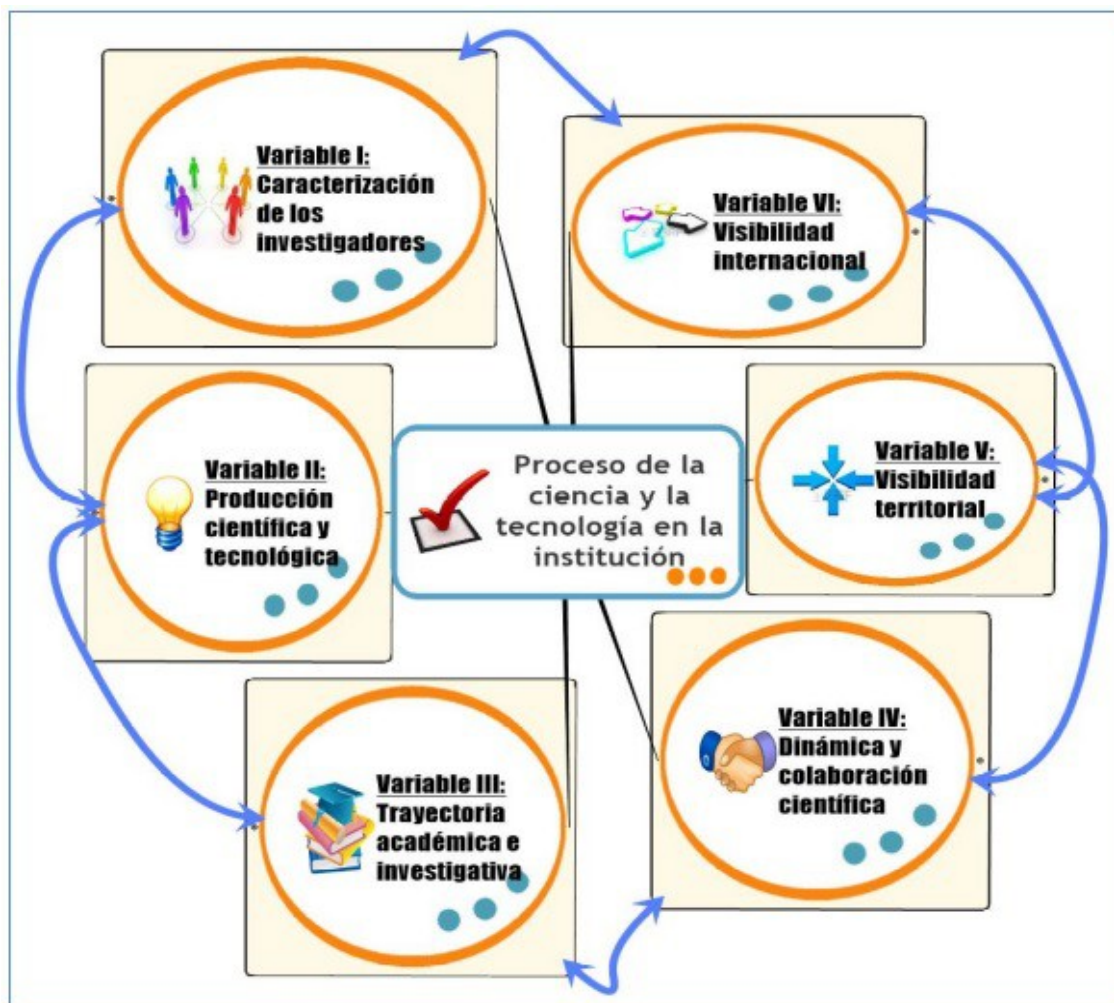 Variable I:
Caracterización
de los
investigadores
Variable VI:
Visibilidad
internacional
Variable II:
Producción
científica y
tecnológica
Proceso de la
ciencia y la
tecnología en la
institución
Variable V:
Visibilidad
territorial
Variable III:
Trayectoria
académica e
investigativa
Variable IV:
Dinámica y
colaboración
científica